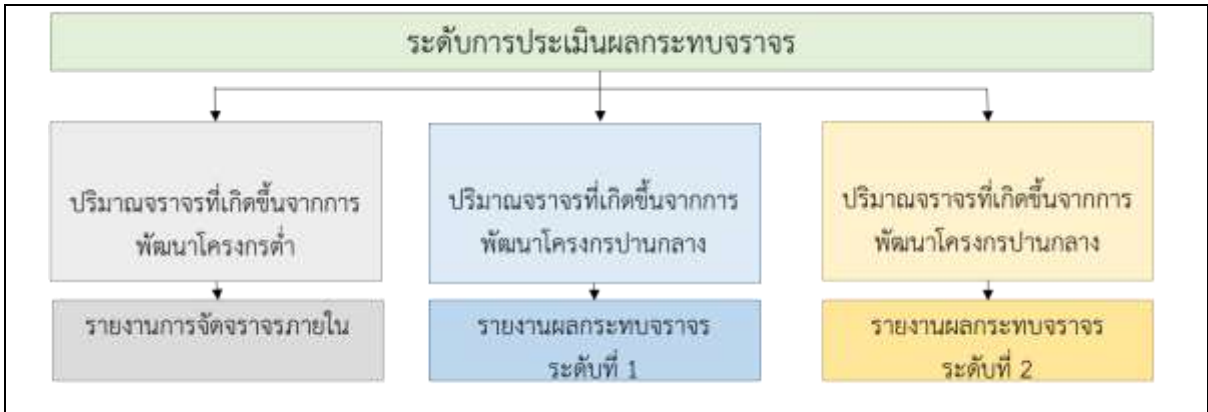 ระดับการประเมินผลกระทบจราจร
ปริมาณจราจรที่เกิดขึ้นจากการ
พัฒนาโครงกรต่ำ
ปริมาณจราจรที่เกิดขึ้นจากการ
พัฒนาโครงกรปานกลาง
ปริมาณจราจรที่เกิดขึ้นจากการ
พัฒนาโครงกรปานกลาง
รายงานการจัดจราจรภายใน
รายงานผลกระทบจราจร
ระดับที่ 1
รายงานผลกระทบจราจร
ระดับที่ 2